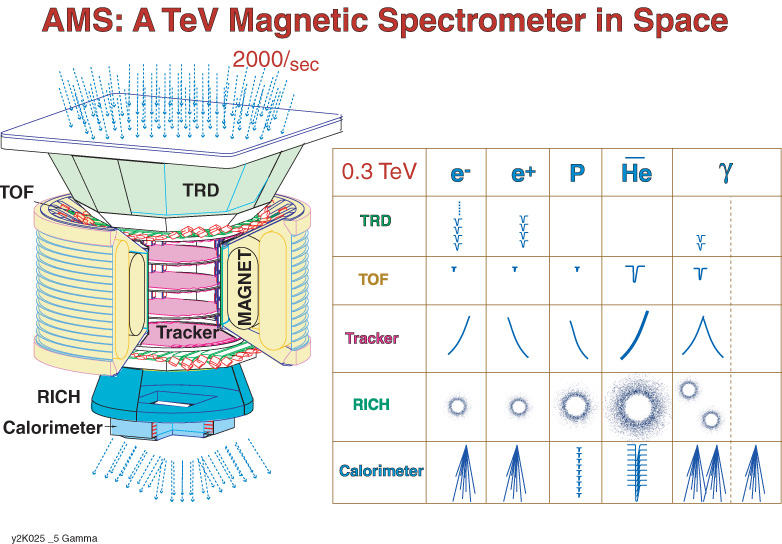 AMS: A TeV Magnetic Spectrometer in Space
2000/sec
TRD
TOF
MAGNET
Tracker
RICH
Calorimeter
0.3 TeV e- e+ P H̅e̅ γ
TRD
TOF
Tracker
RICH
Calorimeter
y2K025 _5 Gamma